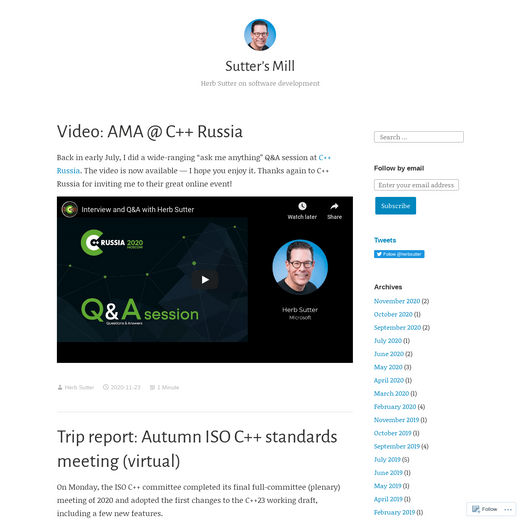 Sutter's Mill
Herb Sutter on software development
Video: AMA @ C++ Russia
Back in early July, I did a wide-ranging “ask me anything” Q&A session at C++
Russia. The video is now available — I hope you enjoy it. Thanks again to C++
Russia for inviting me to their great online event!
Interview and Q&A with Herb Sutter
Watch later
Share
C++ RUSSIA 2020
MOSCOW
Q&A session
Questions & Answers
Herb Sutter
Microsoft
Herb Sutter 2020-11-23 1 Minute
Trip report: Autumn ISO C++ standards
meeting (virtual)
On Monday, the ISO C++ committee completed its final full-committee (plenary)
meeting of 2020 and adopted the first changes to the C++23 working draft,
including a few new features.
Search …
Follow by email
Enter your email address
Subscribe
Tweets
Follow @herbsutter
Archives
November 2020 (2)
October 2020 (1)
September 2020 (2)
July 2020 (1)
June 2020 (2)
May 2020 (3)
April 2020 (1)
March 2020 (1)
February 2020 (4)
November 2019 (1)
October 2019 (1)
September 2019 (4)
July 2019 (5)
June 2019 (1)
May 2019 (1)
April 2019 (1)
February 2019 (1)
Follow ...